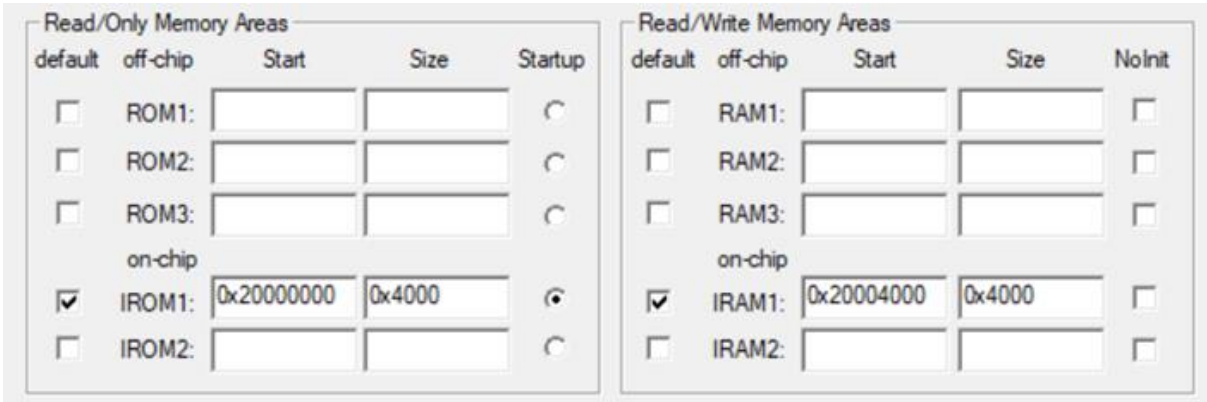 Read/Only Memory Areas
default off-chip Start Size Startup
ROM1:
ROM2:
ROM3:
on-chip
IROM1: 0x20000000 0x4000
IROM2:
Read/Write Memory Areas
default off-chip Start Size NoInit
RAM1:
RAM2:
RAM3:
on-chip
IRAM1: 0x20004000 0x4000
IRAM2: